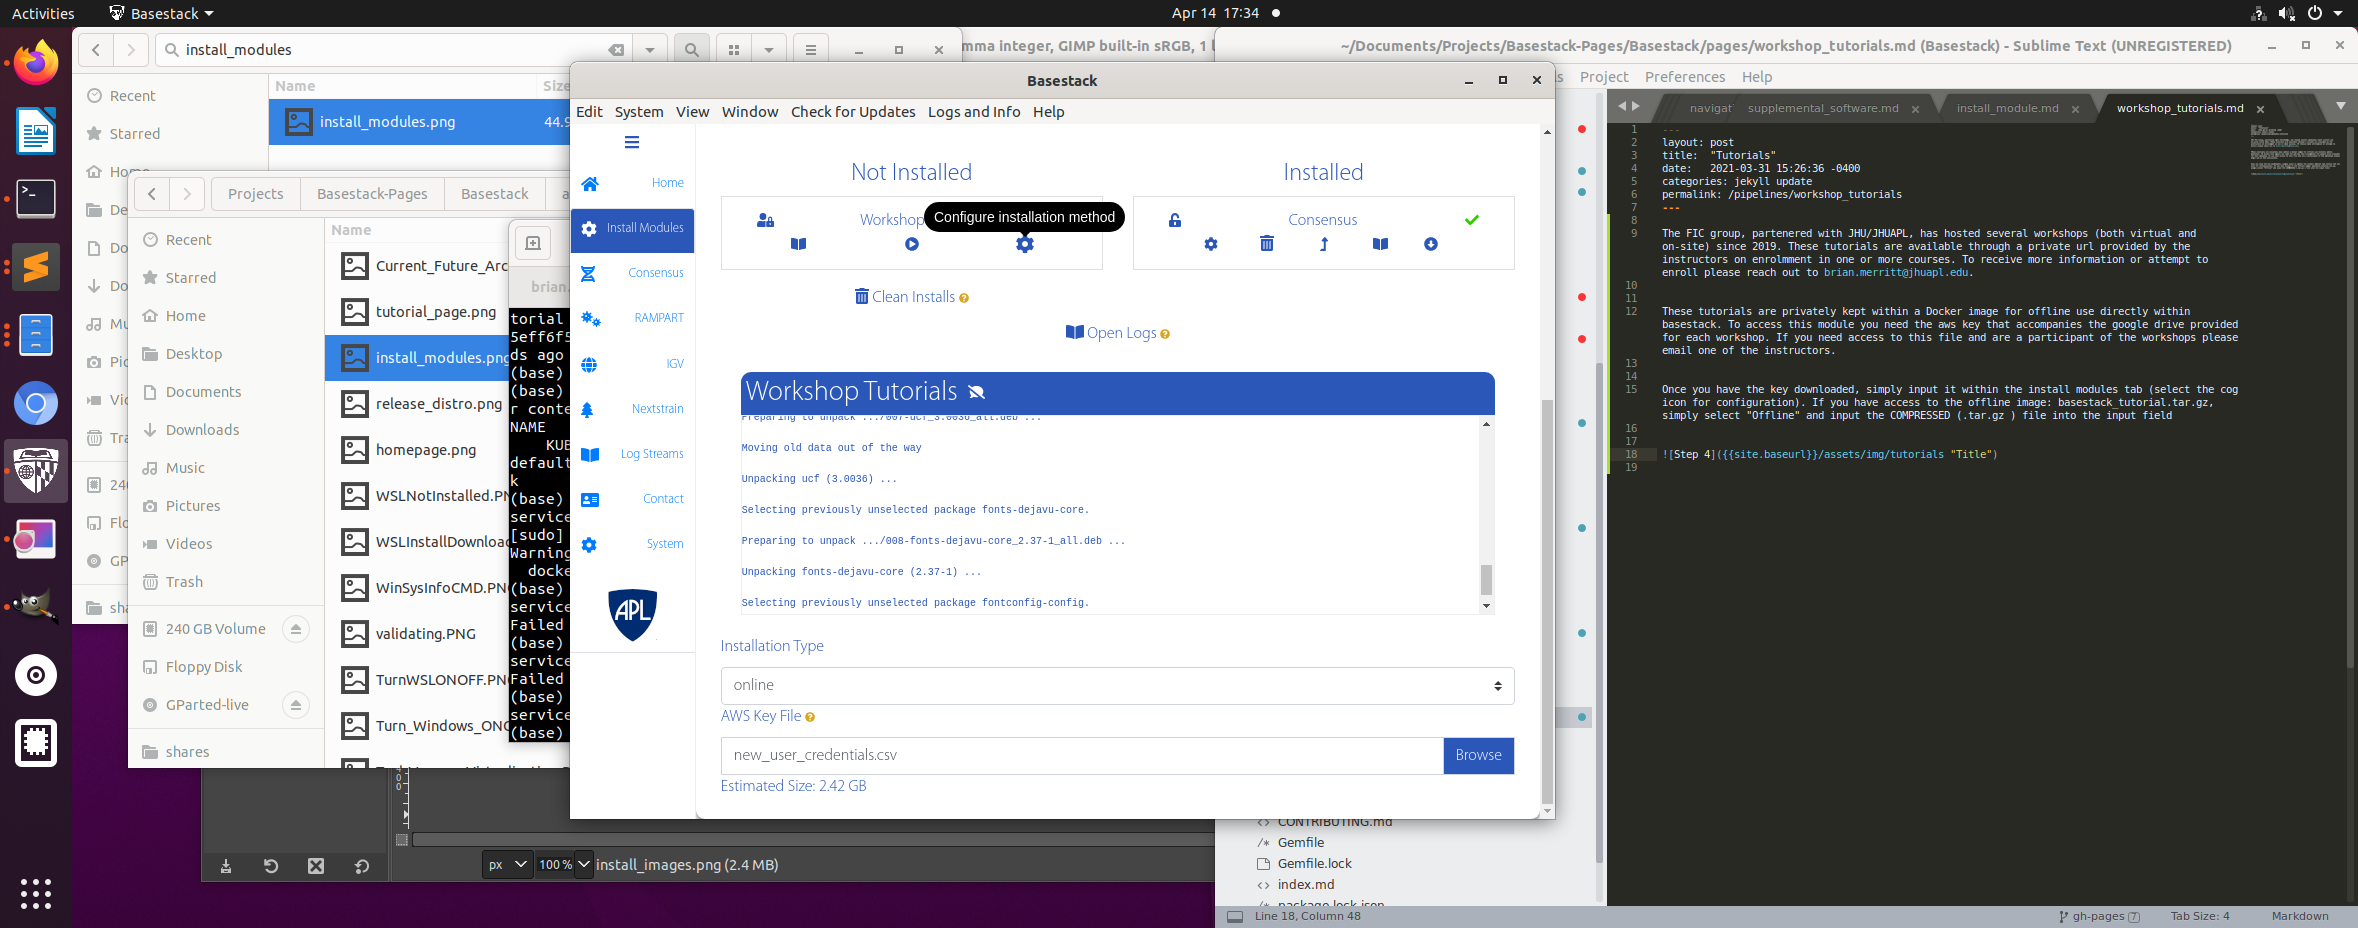 Activities
Basestack
Apr 14  17:34
install_modules
Name
Size
install_modules.png
44.9
Recent
Starred
Projects
Basestack-Pages
Basestack
Name
Recent
Starred
Home
Desktop
Documents
Downloads
Music
Pictures
Videos
Trash
240 GB Volume
Floppy Disk
GParted-live
shares
Current_Future_Arc
tutorial_page.png
install_modules.png
release_distro.png
homepage.png
WSLNotInstalled.PN
WSLInstallDownloa
WinSysInfoCMD.PN
validating.PNG
TurnWSLONOFF.PN
Turn_Windows_ON
brian.
torial
5eff6f5
ds ago
(base)
(base)
r conte
NAME
KUB
default
k
(base)
service
[sudo]
Warning
docke
(base)
service
Failed
(base)
service
Failed
(base)
service
(base)
px
100 %
install_images.png (2.4 MB)
mma integer, GIMP built-in sRGB, 1 l
Basestack
Edit
System
View
Window
Check for Updates
Logs and Info
Help
Home
Install Modules
Consensus
RAMPART
IGV
Nextstrain
Log Streams
Contact
System
APL
Not Installed
Installed
Workshop
Configure installation method
Consensus
Clean Installs
Open Logs
Workshop Tutorials
Preparing to unpack .../007-ucf_3.0036_all.deb ...
Moving old data out of the way
Unpacking ucf (3.0036) ...
Selecting previously unselected package fonts-dejavu-core.
Preparing to unpack .../008-fonts-dejavu-core_2.37-1_all.deb ...
Unpacking fonts-dejavu-core (2.37-1) ...
Selecting previously unselected package fontconfig-config.
Installation Type
online
AWS Key File
new_user_credentials.csv
Browse
Estimated Size: 2.42 GB
~/Documents/Projects/Basestack-Pages/Basestack/pages/workshop_tutorials.md (Basestack) - Sublime Text (UNREGISTERED)
Project
Preferences
Help
navigat
supplemental_software.md
install_module.md
workshop_tutorials.md
1 ---
2 layout: post
3 title:  "Tutorials"
4 date:   2021-03-31 15:26:36 -0400
5 categories: jekyll update
6 permalink: /pipelines/workshop_tutorials
7 ---
8
9 The FIC group, partenered with JHU/JHUAPL, has hosted several workshops (both virtual and
on-site) since 2019. These tutorials are available through a private url provided by the
instructors on enrolmment in one or more courses. To receive more information or attempt to
enroll please reach out to brian.merritt@jhuapl.edu.
10
11
12 These tutorials are privately kept within a Docker image for offline use directly within
basestack. To access this module you need the aws key that accompanies the google drive provided
for each workshop. If you need access to this file and are a participant of the workshops please
email one of the instructors.
13
14
15 Once you have the key downloaded, simply input it within the install modules tab (select the cog
icon for configuration). If you have access to the offline image: basestack_tutorial.tar.gz,
simply select "Offline" and input the COMPRESSED (.tar.gz ) file into the input field
16
17
18 ![Step 4]({{site.baseurl}}/assets/img/tutorials "Title")
19
CONTRIBUTING.md
Gemfile
Gemfile.lock
index.md
package.lock.json
Line 18, Column 48
gh-pages
7
Tab Size: 4
Markdown